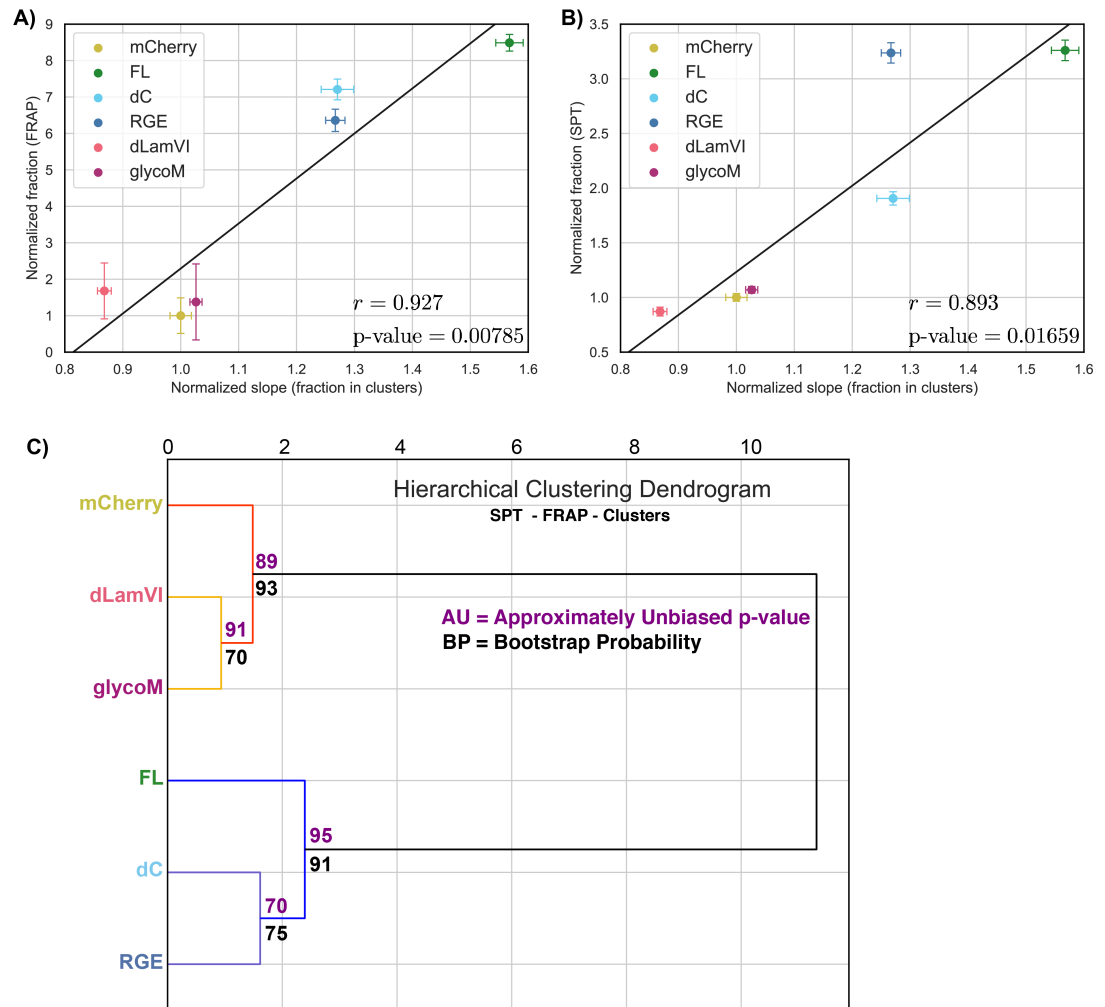 A)
9
8
7
6
5
4
3
2
1
0
Normalized fraction (FRAP)
mCherry
FL
dC
RGE
dLamVI
glycoM
r = 0.927
p-value = 0.00785
0.8 0.9 1.0 1.1 1.2 1.3 1.4 1.5 1.6
Normalized slope (fraction in clusters)
B)
3.5
3.0
2.5
2.0
1.5
1.0
0.5
Normalized fraction (SPT)
mCherry
FL
dC
RGE
dLamVI
glycoM
r = 0.893
p-value = 0.01659
0.8 0.9 1.0 1.1 1.2 1.3 1.4 1.5 1.6
Normalized slope (fraction in clusters)
C)
0 2 4 6 8 10
Hierarchical Clustering Dendrogram
SPT - FRAP - Clusters
mCherry
89
93
dLamVI
AU = Approximately Unbiased p-value
BP = Bootstrap Probability
91
70
glycoM
FL
95
91
dC
70
75
RGE